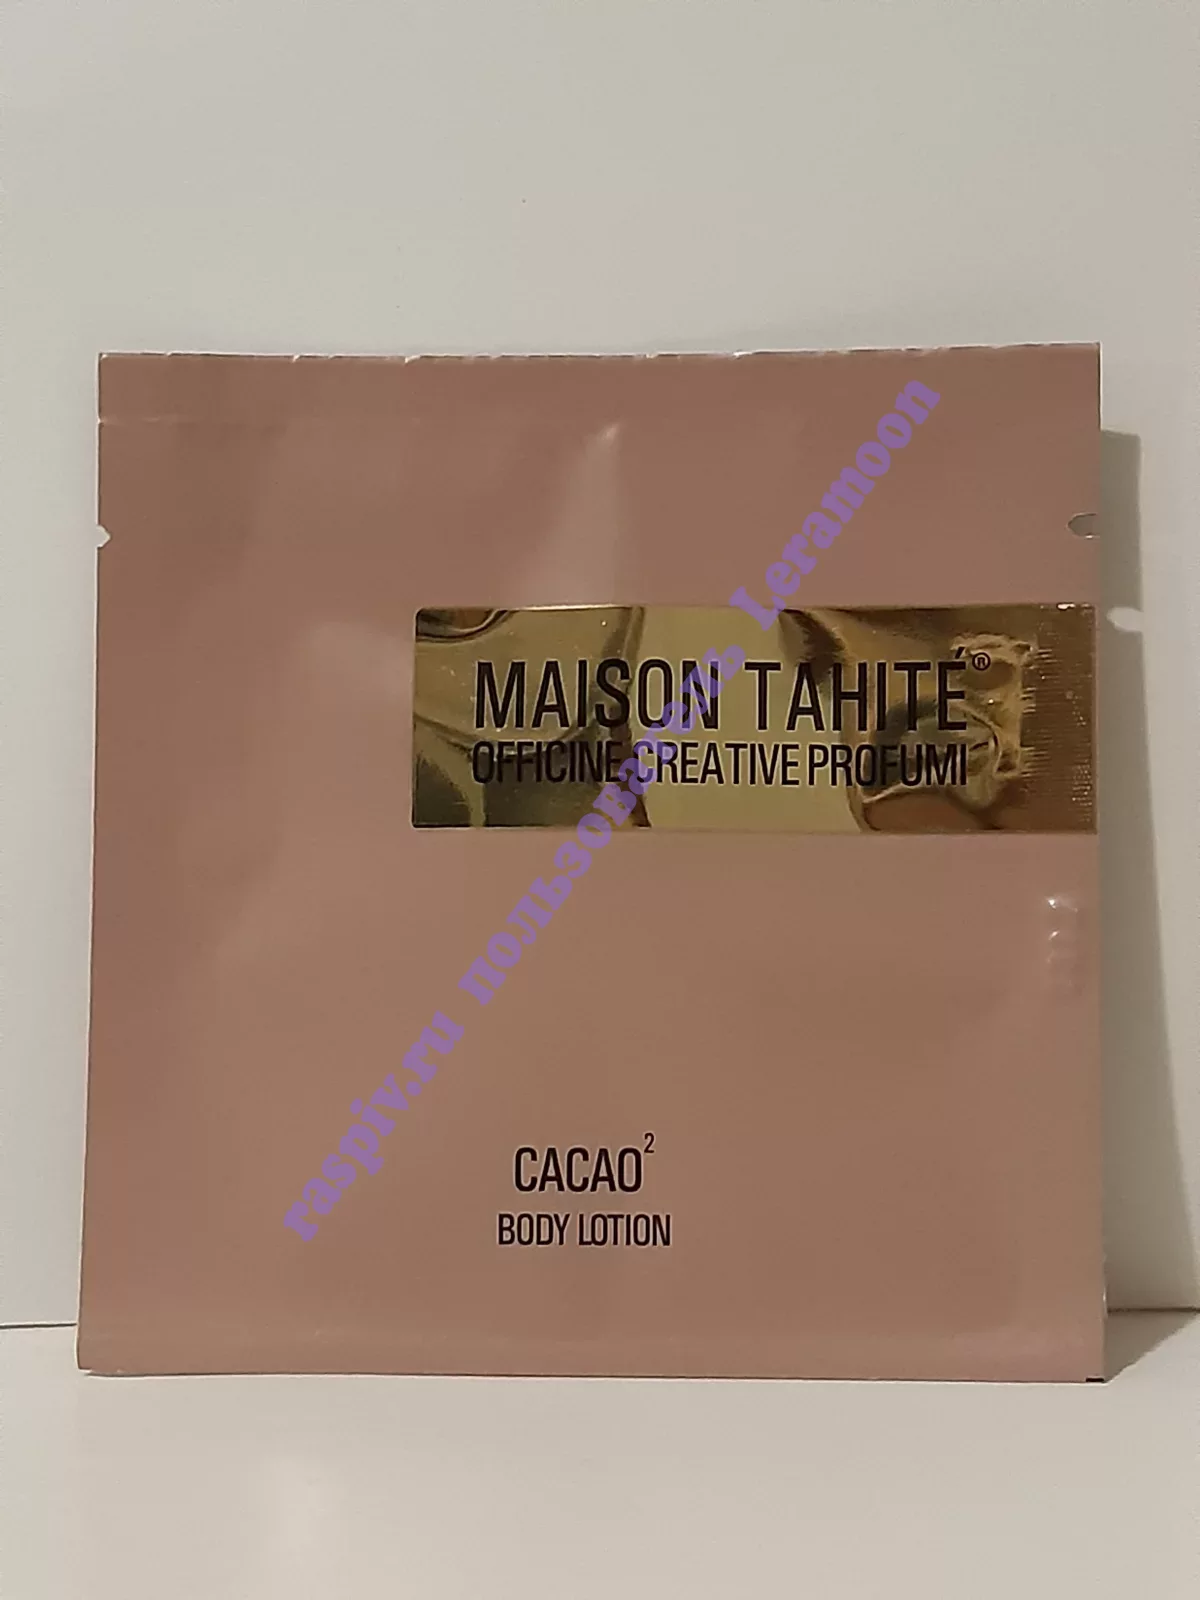 MAISON TAHITÉ®
OFFICINE CREATIVE PROFUMI
raspiv.ru пользователь Leramoon
CACAO²
BODY LOTION